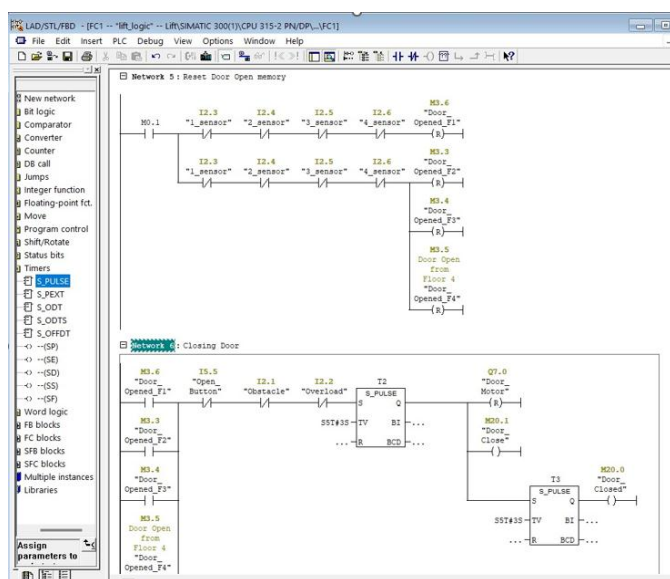 LAD/STL/FBD - [FC1 -- "lift_logic" -- Lift\SIMATIC 300(1)\CPU 315-2 PN/DP\...\FC1]
File Edit Insert PLC Debug View Options Window Help
New network
Bit logic
Comparator
Converter
Counter
DB call
Jumps
Integer function
Floating-point fct.
Move
Program control
Shift/Rotate
Status bits
Timers
S_PULSE
S_PEXT
S_ODT
S_ODTS
S_OFFDT
--(SP)
--(SE)
--(SD)
--(SS)
--(SF)
Word logic
FB blocks
FC blocks
SFB blocks
SFC blocks
Multiple instances
Libraries
Assign
parameters to
Network 5 : Reset Door Open memory
M3.6
I2.3 I2.4 I2.5 I2.6 "Door_
M0.1 "1_sensor" "2_sensor" "3_sensor" "4_sensor" Opened_F1"
(R)
M3.3
I2.3 I2.4 I2.5 I2.6 "Door_
"1_sensor" "2_sensor" "3_sensor" "4_sensor" Opened_F2"
(R)
M3.4
"Door_
Opened_F3"
(R)
M3.5
Door Open
from
Floor 4
"Door_
Opened_F4"
(R)
Network 6 : Closing Door
M3.6 I5.5 Q7.0
"Door_ "Open_ I2.1 I2.2 T2 "Door_
Opened_F1" Button" "Obstacle" "Overload" S_PULSE Motor"
S Q (R)
M3.3 M20.1
"Door_ S5T#3S TV BI ... "Door_
Opened_F2" ... R BCD ... Close"
M3.4 M20.0
"Door_ T3 "Door_
Opened_F3" S_PULSE Closed"
S Q
M3.5
Door Open S5T#3S TV BI ...
from
Floor 4 ... R BCD ...
"Door_
Opened_F4"